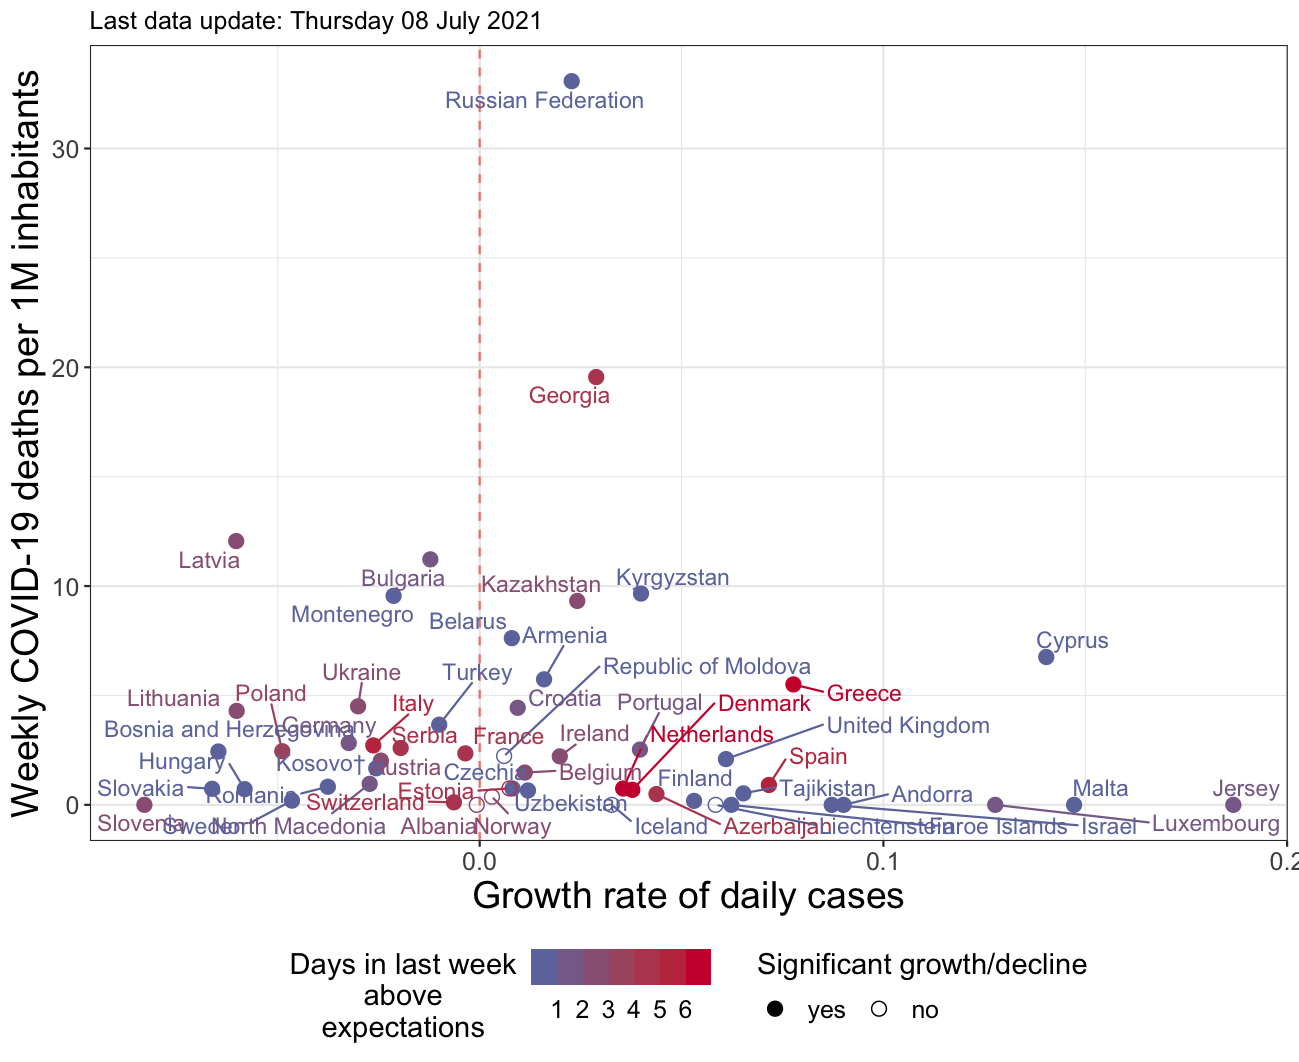 Last data update: Thursday 08 July 2021
Weekly COVID-19 deaths per 1M inhabitants
30
20
10
0
Russian Federation
Georgia
Latvia
Bulgaria
Kazakhstan
Kyrgyzstan
Montenegro
Belarus
Armenia
Cyprus
Ukraine
Turkey
Republic of Moldova
Lithuania
Poland
Italy
Croatia
Portugal
Denmark
Greece
Bosnia and Herzegovina
Germany
Serbia
France
Ireland
Netherlands
United Kingdom
Hungary
Kosovo†
Austria
Czechia
Belgium
Finland
Spain
Slovakia
Romania
Switzerland
Estonia
Uzbekistan
Tajikistan
Andorra
Malta
Jersey
Slovenia
Sweden
North Macedonia
Albania
Norway
Iceland
Azerbaijan
Liechtenstein
Faroe Islands
Israel
Luxembourg
0.0
0.1
0.2
Growth rate of daily cases
Days in last week
above
expectations
1 2 3 4 5 6
Significant growth/decline
yes
no